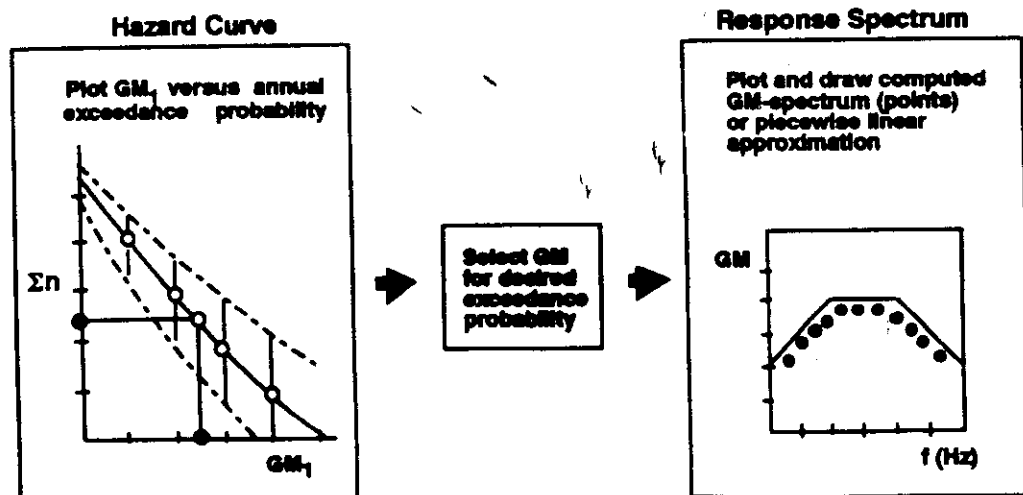 Hazard Curve
Plot GM1 versus annual
exceedance probability
Σn
GM1
Select GM
for desired
exceedance
probability
Response Spectrum
Plot and draw computed
GM-spectrum (points)
or piecewise linear
approximation
GM
f (Hz)